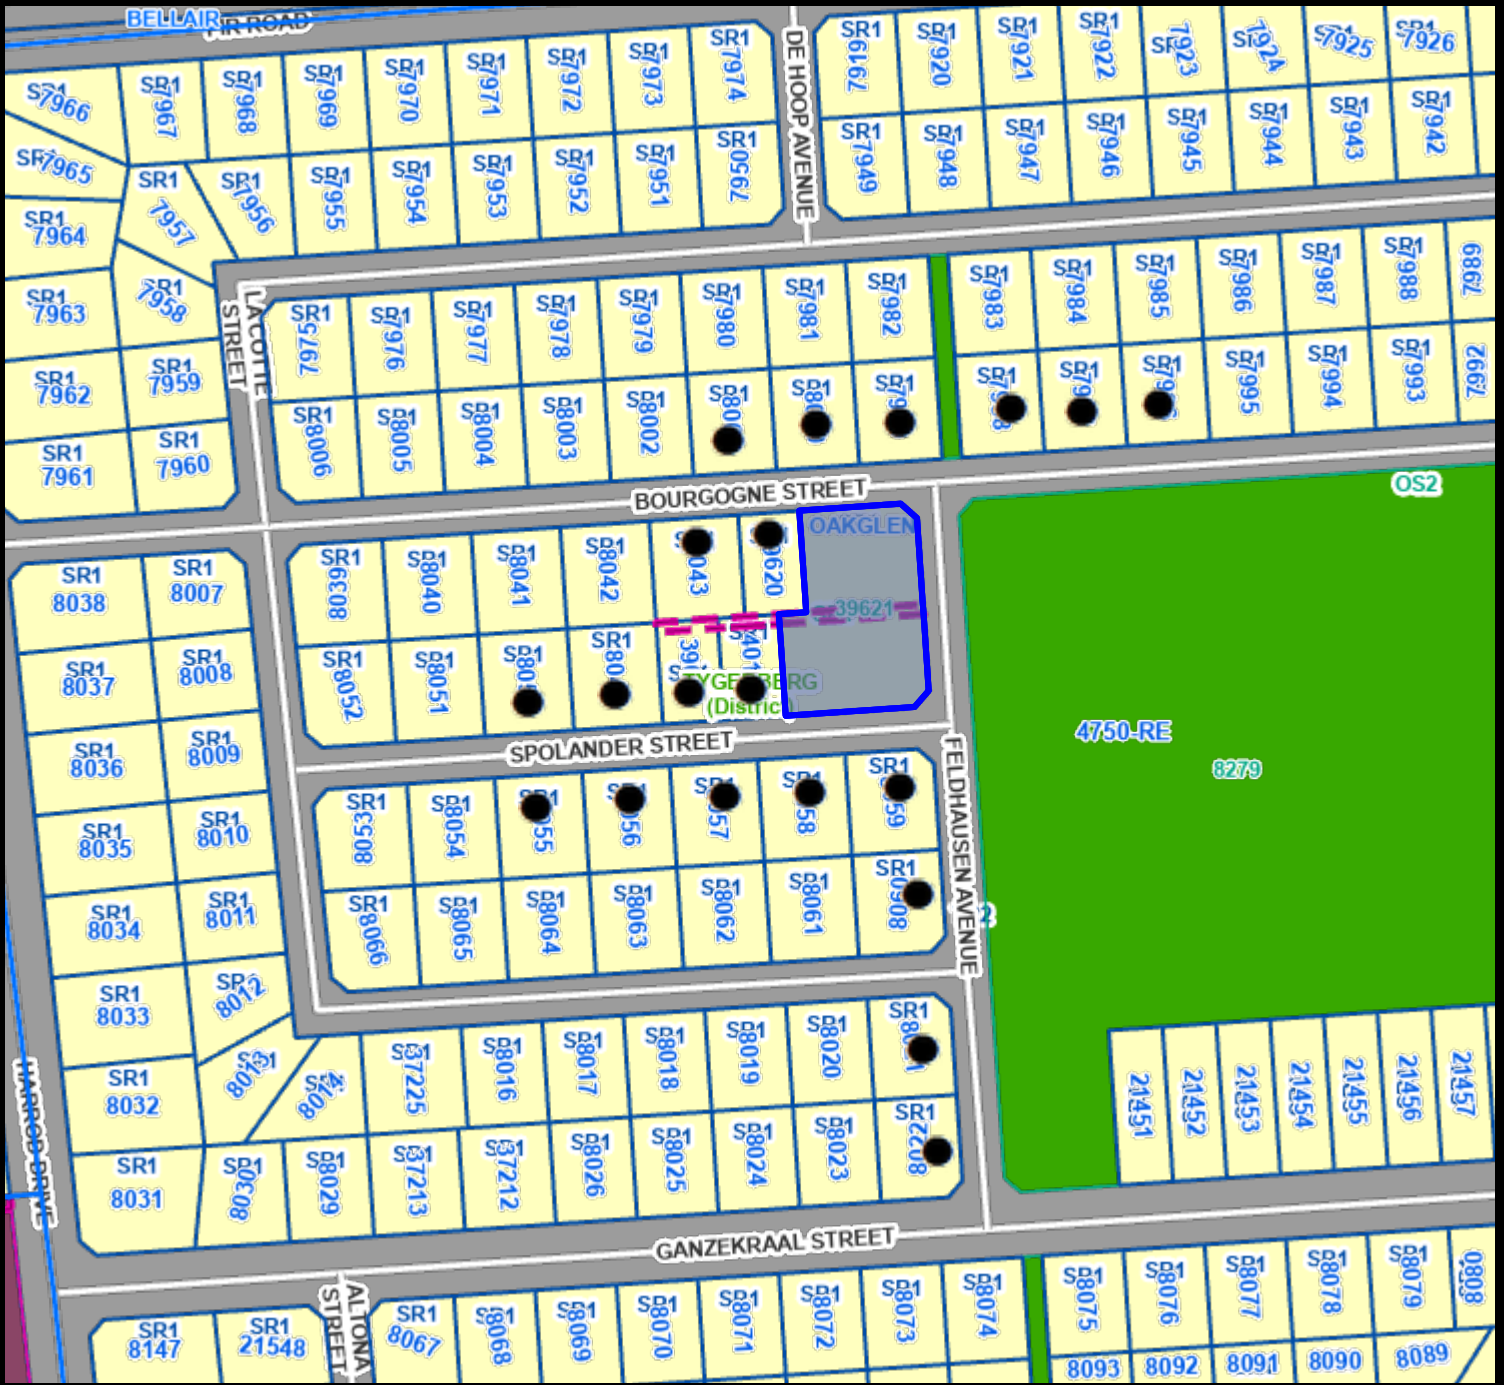 BELLAIR
SR1 7966
SR1 7967
SR1 7968
SR1 7969
SR1 7970
SR1 7971
SR1 7972
SR1 7973
SR1 7974
DE HOOP AVENUE
SR1 7919
SR1 7920
SR1 7921
SR1 7922
7923
7924
7925
7926
7965
SR1 7957
SR1 7956
SR1 7955
SR1 7954
SR1 7953
SR1 7952
SR1 7951
SR1 7950
SR1 7949
SR1 7948
SR1 7947
SR1 7946
SR1 7945
SR1 7944
SR1 7943
SR1 7942
SR1 7964
SR1 7963
SR1 7958
LA COTTE STREET
SR1 7975
SR1 7976
SR1 7977
SR1 7978
SR1 7979
SR1 7980
SR1 7981
SR1 7982
SR1 7983
SR1 7984
SR1 7985
SR1 7986
SR1 7987
SR1 7988
7989
SR1 7962
SR1 7959
SR1 8006
SR1 8005
SR1 8004
SR1 8003
SR1 8002
SR1
SR1
SR1
SR1
SR1
SR1
SR1 7995
SR1 7994
SR1 7993
7992
SR1 7961
SR1 7960
BOURGOGNE STREET
OS2
OAKGLEN
SR1 8038
SR1 8007
SR1 8039
SR1 8040
SR1 8041
SR1 8042
39621
SR1 8037
SR1 8008
SR1 8052
SR1 8051
SR1
SR1
TYGERBERG
(District)
SR1 8036
SR1 8009
SPOLANDER STREET
4750-RE
8279
FELDHAUSEN AVENUE
SR1 8035
SR1 8010
SR1 8053
SR1 8054
SR1
SR1
SR1 8034
SR1 8011
SR1 8066
SR1 8065
SR1 8064
SR1 8063
SR1 8062
SR1 8061
SR1 8060
SR1 8033
SR1 8012
SR1 8032
SR1 8013
37225
SR1 8016
SR1 8017
SR1 8018
SR1 8019
SR1 8020
SR1
21451
21452
21453
21454
21455
21456
21457
HARROD DRIVE
SR1 8031
SR1 8030
SR1 8029
37213
37212
SR1 8026
SR1 8025
SR1 8024
SR1 8023
SR1 8022
GANZEKRAAL STREET
ALTONA STREET
SR1 8147
SR1 21548
SR1 8067
8068
8069
SR1 8070
SR1 8071
SR1 8072
SR1 8073
SR1 8074
SR1 8075
SR1 8076
SR1 8077
SR1 8078
SR1 8079
8080
8093
8092
8091
8090
8089